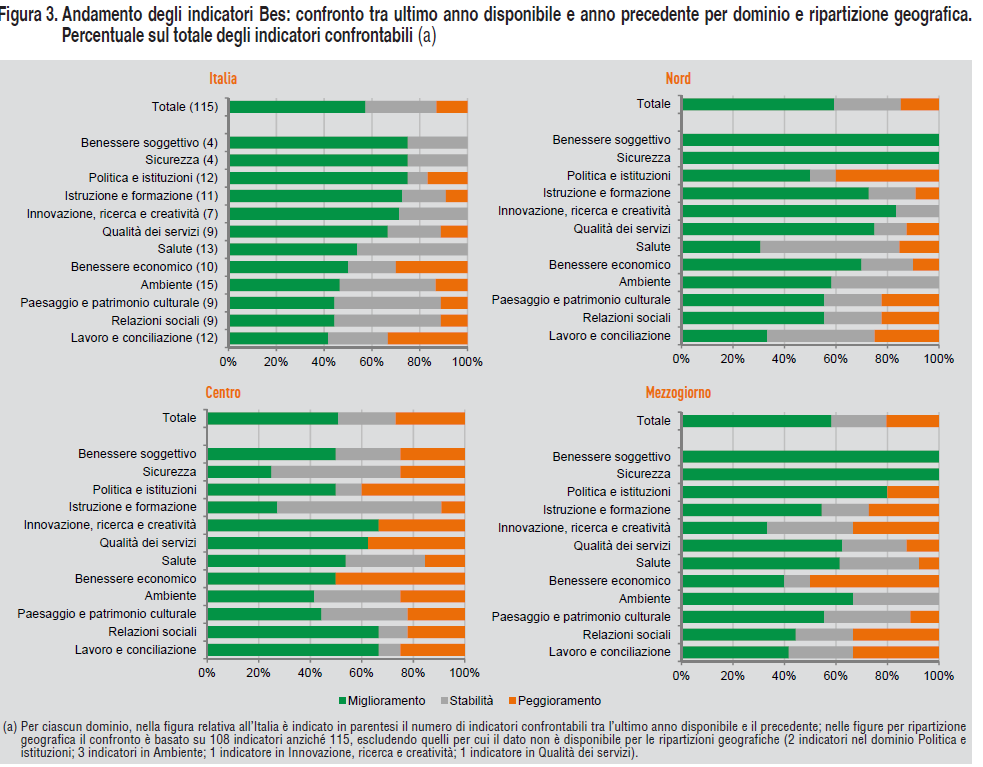 Figura 3. Andamento degli indicatori Bes: confronto tra ultimo anno disponibile e anno precedente per dominio e ripartizione geografica.
Percentuale sul totale degli indicatori confrontabili (a)
Italia
Totale (115)
Benessere soggettivo (4)
Sicurezza (4)
Politica e istituzioni (12)
Istruzione e formazione (11)
Innovazione, ricerca e creatività (7)
Qualità dei servizi (9)
Salute (13)
Benessere economico (10)
Ambiente (15)
Paesaggio e patrimonio culturale (9)
Relazioni sociali (9)
Lavoro e conciliazione (12)
0% 20% 40% 60% 80% 100%
Nord
Totale
Benessere soggettivo
Sicurezza
Politica e istituzioni
Istruzione e formazione
Innovazione, ricerca e creatività
Qualità dei servizi
Salute
Benessere economico
Ambiente
Paesaggio e patrimonio culturale
Relazioni sociali
Lavoro e conciliazione
0% 20% 40% 60% 80% 100%
Centro
Totale
Benessere soggettivo
Sicurezza
Politica e istituzioni
Istruzione e formazione
Innovazione, ricerca e creatività
Qualità dei servizi
Salute
Benessere economico
Ambiente
Paesaggio e patrimonio culturale
Relazioni sociali
Lavoro e conciliazione
0% 20% 40% 60% 80% 100%
Mezzogiorno
Totale
Benessere soggettivo
Sicurezza
Politica e istituzioni
Istruzione e formazione
Innovazione, ricerca e creatività
Qualità dei servizi
Salute
Benessere economico
Ambiente
Paesaggio e patrimonio culturale
Relazioni sociali
Lavoro e conciliazione
0% 20% 40% 60% 80% 100%
Miglioramento Stabilità Peggioramento
(a) Per ciascun dominio, nella figura relativa all'Italia è indicato in parentesi il numero di indicatori confrontabili tra l'ultimo anno disponibile e il precedente; nelle figure per ripartizione
geografica il confronto è basato su 108 indicatori anziché 115, escludendo quelli per cui il dato non è disponibile per le ripartizioni geografiche (2 indicatori nel dominio Politica e
istituzioni; 3 indicatori in Ambiente; 1 indicatore in Innovazione, ricerca e creatività; 1 indicatore in Qualità dei servizi).